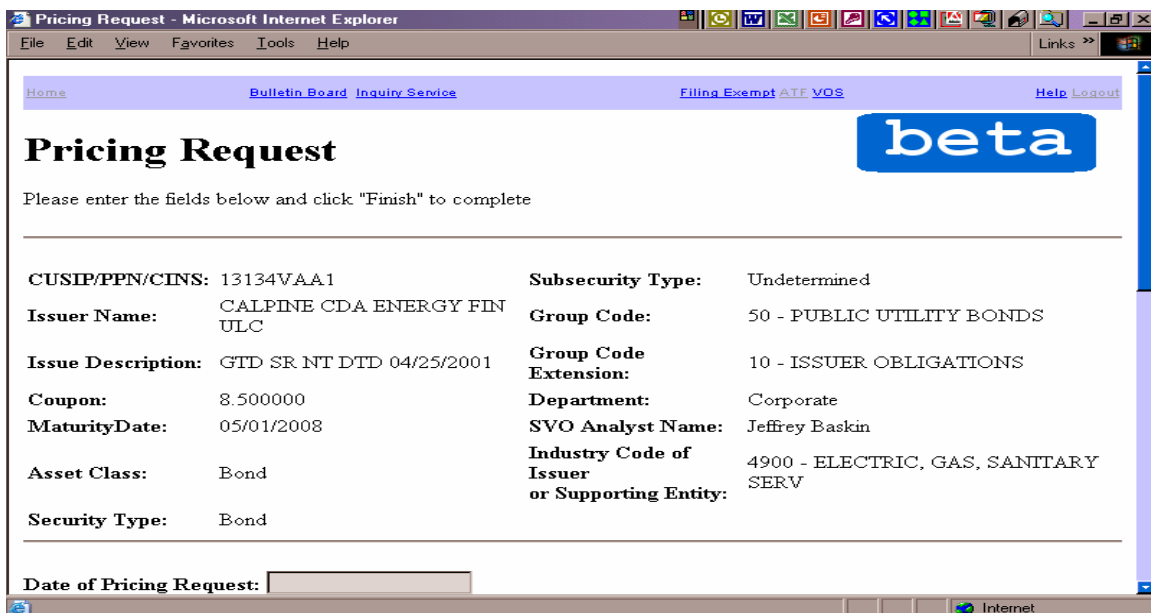 Pricing Request - Microsoft Internet Explorer
File Edit View Favorites Tools Help Links »
Home Bulletin Board Inquiry Service Filing Exempt ATF VOS Help Logout
beta
Pricing Request
Please enter the fields below and click "Finish" to complete
CUSIP/PPN/CINS: 13134VAA1 Subsecurity Type: Undetermined
Issuer Name: CALPINE CDA ENERGY FIN
ULC Group Code: 50 - PUBLIC UTILITY BONDS
Issue Description: GTD SR NT DTD 04/25/2001 Group Code
Extension: 10 - ISSUER OBLIGATIONS
Coupon: 8.500000 Department: Corporate
MaturityDate: 05/01/2008 SVO Analyst Name: Jeffrey Baskin
Asset Class: Bond Industry Code of
Issuer
or Supporting Entity: 4900 - ELECTRIC, GAS, SANITARY
SERV
Security Type: Bond
Date of Pricing Request:
Internet